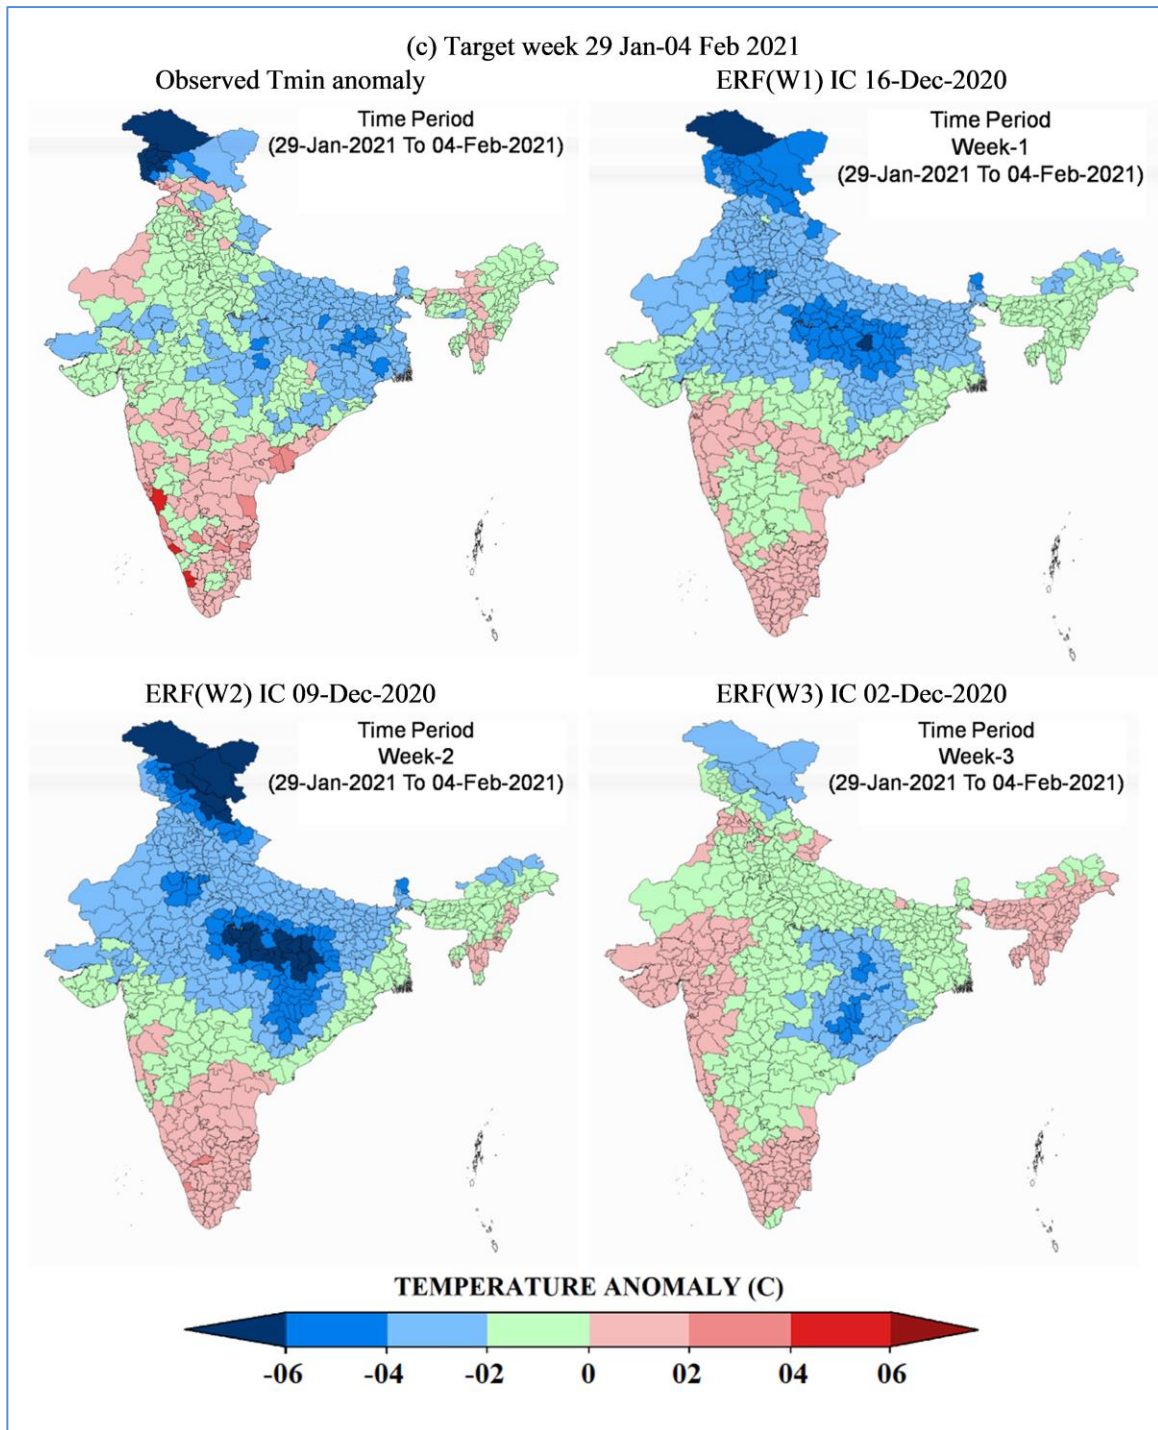 (c) Target week 29 Jan-04 Feb 2021
Observed Tmin anomaly
Time Period
(29-Jan-2021 To 04-Feb-2021)
ERF(W1) IC 16-Dec-2020
Time Period
Week-1
(29-Jan-2021 To 04-Feb-2021)
ERF(W2) IC 09-Dec-2020
Time Period
Week-2
(29-Jan-2021 To 04-Feb-2021)
ERF(W3) IC 02-Dec-2020
Time Period
Week-3
(29-Jan-2021 To 04-Feb-2021)
TEMPERATURE ANOMALY (C)
-06 -04 -02 0 02 04 06